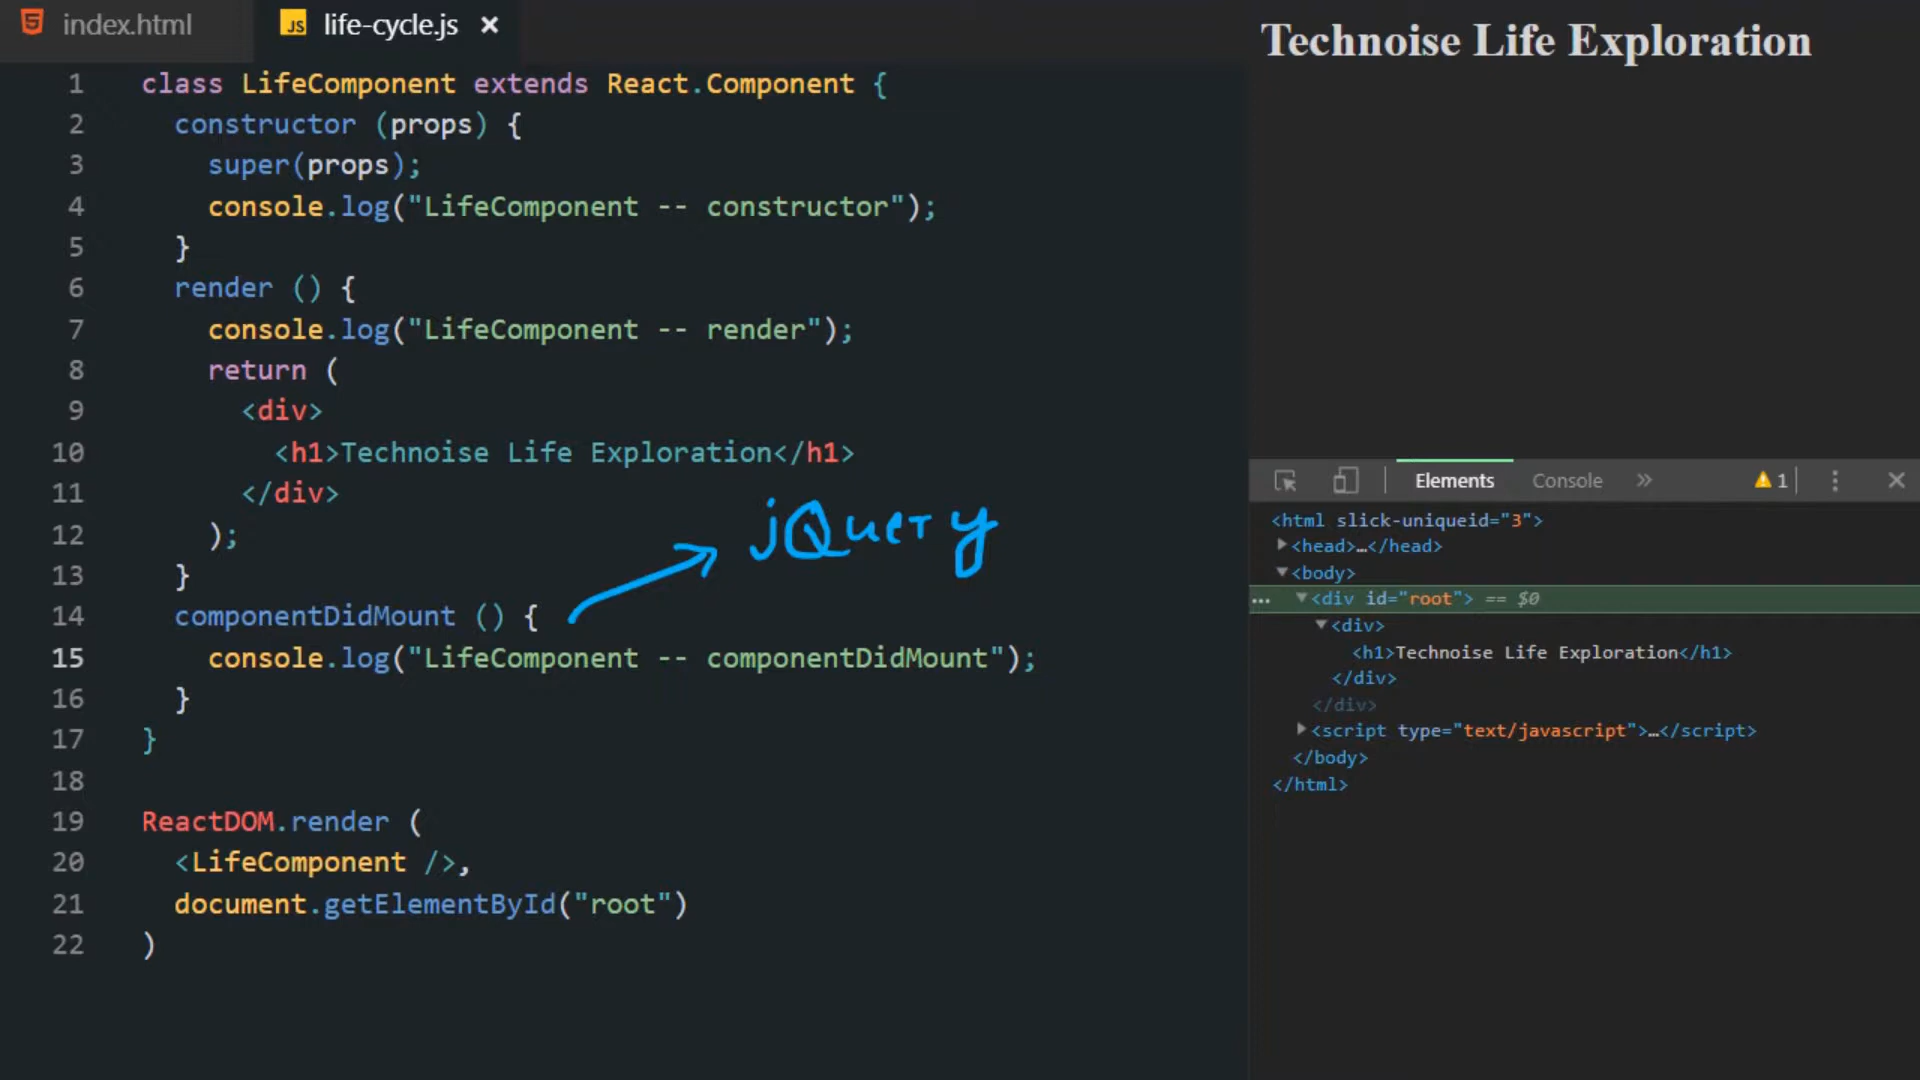 index.html
JS life-cycle.js ×
1 class LifeComponent extends React.Component {
2 constructor (props) {
3 super(props);
4 console.log("LifeComponent -- constructor");
5 }
6 render () {
7 console.log("LifeComponent -- render");
8 return (
9 <div>
10 <h1>Technoise Life Exploration</h1>
11 </div>
12 );
13 }
14 componentDidMount () {
jQuery
15 console.log("LifeComponent -- componentDidMount");
16 }
17 }
18
19 ReactDOM.render (
20 <LifeComponent />,
21 document.getElementById("root")
22 )
Technoise Life Exploration
Elements Console » 1
<html slick-uniqueid="3">
<head>…</head>
<body>
… <div id="root"> == $0
<div>
<h1>Technoise Life Exploration</h1>
</div>
</div>
<script type="text/javascript">…</script>
</body>
</html>